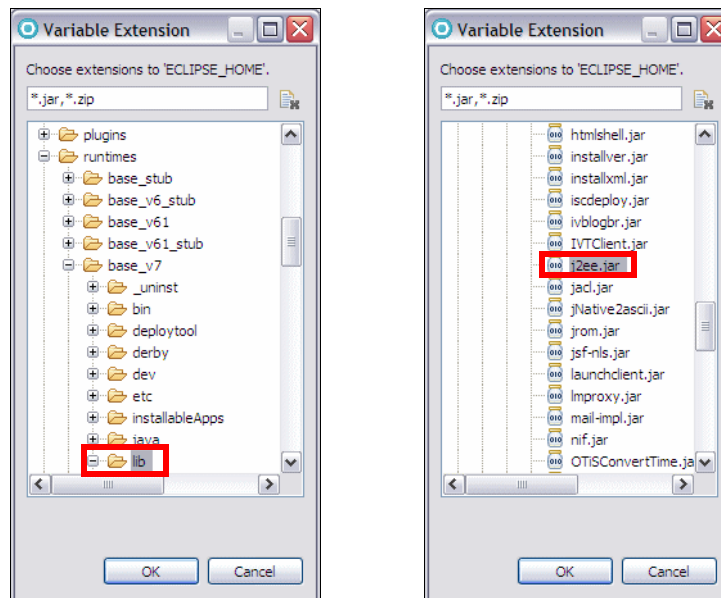 Variable Extension
Choose extensions to 'ECLIPSE_HOME'.
*.jar,*.zip
plugins
runtimes
base_stub
base_v6_stub
base_v61
base_v61_stub
base_v7
_uninst
bin
deploytool
derby
dev
etc
installableApps
java
lib
OK Cancel
Variable Extension
Choose extensions to 'ECLIPSE_HOME'.
*.jar,*.zip
htmlshell.jar
installver.jar
installxml.jar
iscdeploy.jar
ivblogbr.jar
IVTClient.jar
j2ee.jar
jacl.jar
jNative2ascii.jar
jrom.jar
jsf-nls.jar
launchclient.jar
lmproxy.jar
mail-impl.jar
nif.jar
OTiSConvertTime.ja
OK Cancel